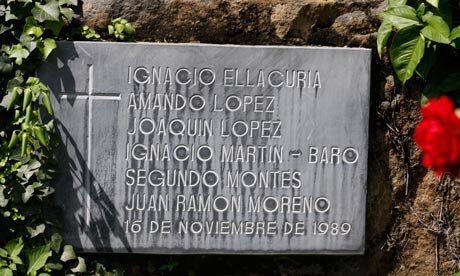 IGNACIO ELLACURIA
AMANDO LOPEZ
JOAQUIN LOPEZ
IGNACIO MARTIN – BARO
SEGUNDO MONTES
JUAN RAMON MORENO
16 DE NOVIEMBRE DE 1989